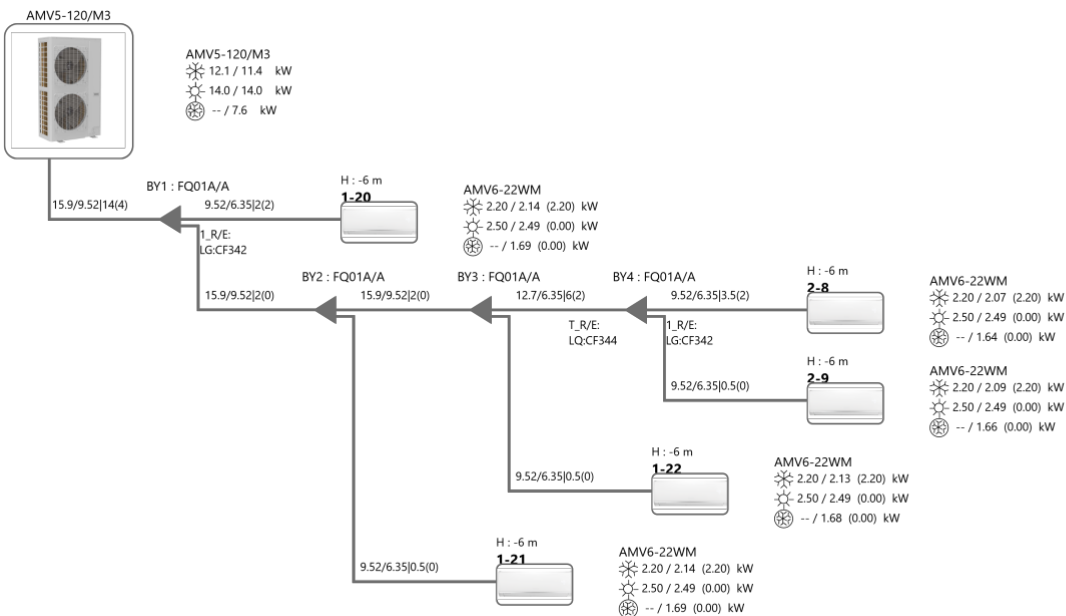 AMV5-120/M3
AMV5-120/M3
12.1 / 11.4 kW
14.0 / 14.0 kW
-- / 7.6 kW
BY1 : FQ01A/A
15.9/9.52|14(4)
9.52/6.35|2(2)
H : -6 m
1-20
AMV6-22WM
2.20 / 2.14 (2.20) kW
2.50 / 2.49 (0.00) kW
-- / 1.69 (0.00) kW
1_R/E:
LG:CF342
BY2 : FQ01A/A
15.9/9.52|2(0)
BY3 : FQ01A/A
15.9/9.52|2(0)
BY4 : FQ01A/A
12.7/6.35|6(2)
9.52/6.35|3.5(2)
H : -6 m
2-8
AMV6-22WM
2.20 / 2.07 (2.20) kW
2.50 / 2.49 (0.00) kW
-- / 1.64 (0.00) kW
T_R/E:
LQ:CF344
1_R/E:
LG:CF342
9.52/6.35|0.5(0)
H : -6 m
2-9
AMV6-22WM
2.20 / 2.09 (2.20) kW
2.50 / 2.49 (0.00) kW
-- / 1.66 (0.00) kW
9.52/6.35|0.5(0)
H : -6 m
1-22
AMV6-22WM
2.20 / 2.13 (2.20) kW
2.50 / 2.49 (0.00) kW
-- / 1.68 (0.00) kW
9.52/6.35|0.5(0)
H : -6 m
1-21
AMV6-22WM
2.20 / 2.14 (2.20) kW
2.50 / 2.49 (0.00) kW
-- / 1.69 (0.00) kW